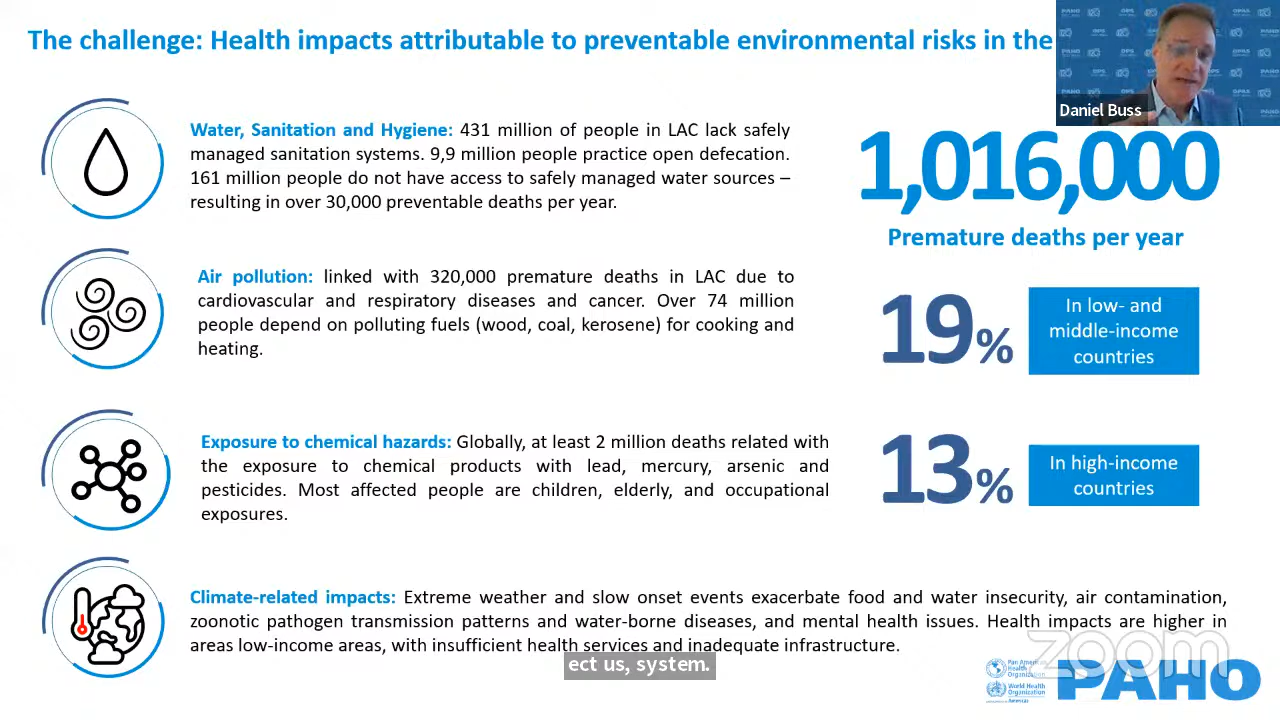 The challenge: Health impacts attributable to preventable environmental risks in the
Daniel Buss
Water, Sanitation and Hygiene: 431 million of people in LAC lack safely
managed sanitation systems. 9,9 million people practice open defecation.
161 million people do not have access to safely managed water sources –
resulting in over 30,000 preventable deaths per year.
1,016,000
Premature deaths per year
Air pollution: linked with 320,000 premature deaths in LAC due to
cardiovascular and respiratory diseases and cancer. Over 74 million
people depend on polluting fuels (wood, coal, kerosene) for cooking and
heating.
19%
In low- and
middle-income
countries
Exposure to chemical hazards: Globally, at least 2 million deaths related with
the exposure to chemical products with lead, mercury, arsenic and
pesticides. Most affected people are children, elderly, and occupational
exposures.
13%
In high-income
countries
Climate-related impacts: Extreme weather and slow onset events exacerbate food and water insecurity, air contamination,
zoonotic pathogen transmission patterns and water-borne diseases, and mental health issues. Health impacts are higher in
areas low-income areas, with insufficient health services and inadequate infrastructure.
ect us, system.
zoom
Pan American
Health
Organization
World Health
Organization
PAHO